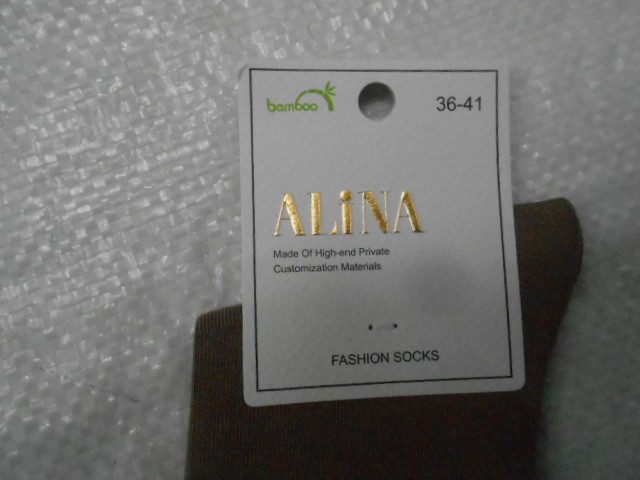 bamboo
36-41
ALiNA
Made Of High-end Private
Customization Materials
FASHION SOCKS